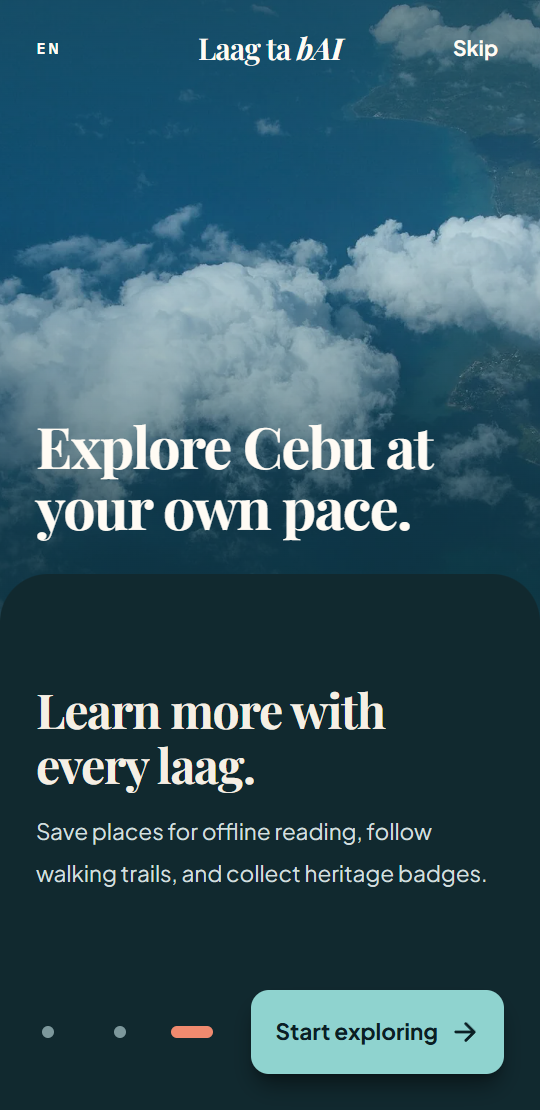 EN
Laag ta bAI
Skip
Explore Cebu at
your own pace.
Learn more with
every laag.
Save places for offline reading, follow
walking trails, and collect heritage badges.
Start exploring